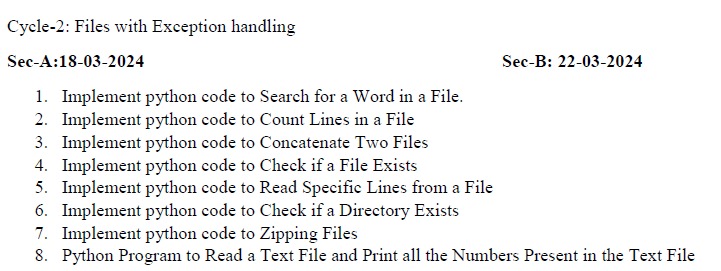 Cycle-2: Files with Exception handling
Sec-A:18-03-2024 Sec-B: 22-03-2024
1. Implement python code to Search for a Word in a File.
2. Implement python code to Count Lines in a File
3. Implement python code to Concatenate Two Files
4. Implement python code to Check if a File Exists
5. Implement python code to Read Specific Lines from a File
6. Implement python code to Check if a Directory Exists
7. Implement python code to Zipping Files
8. Python Program to Read a Text File and Print all the Numbers Present in the Text File